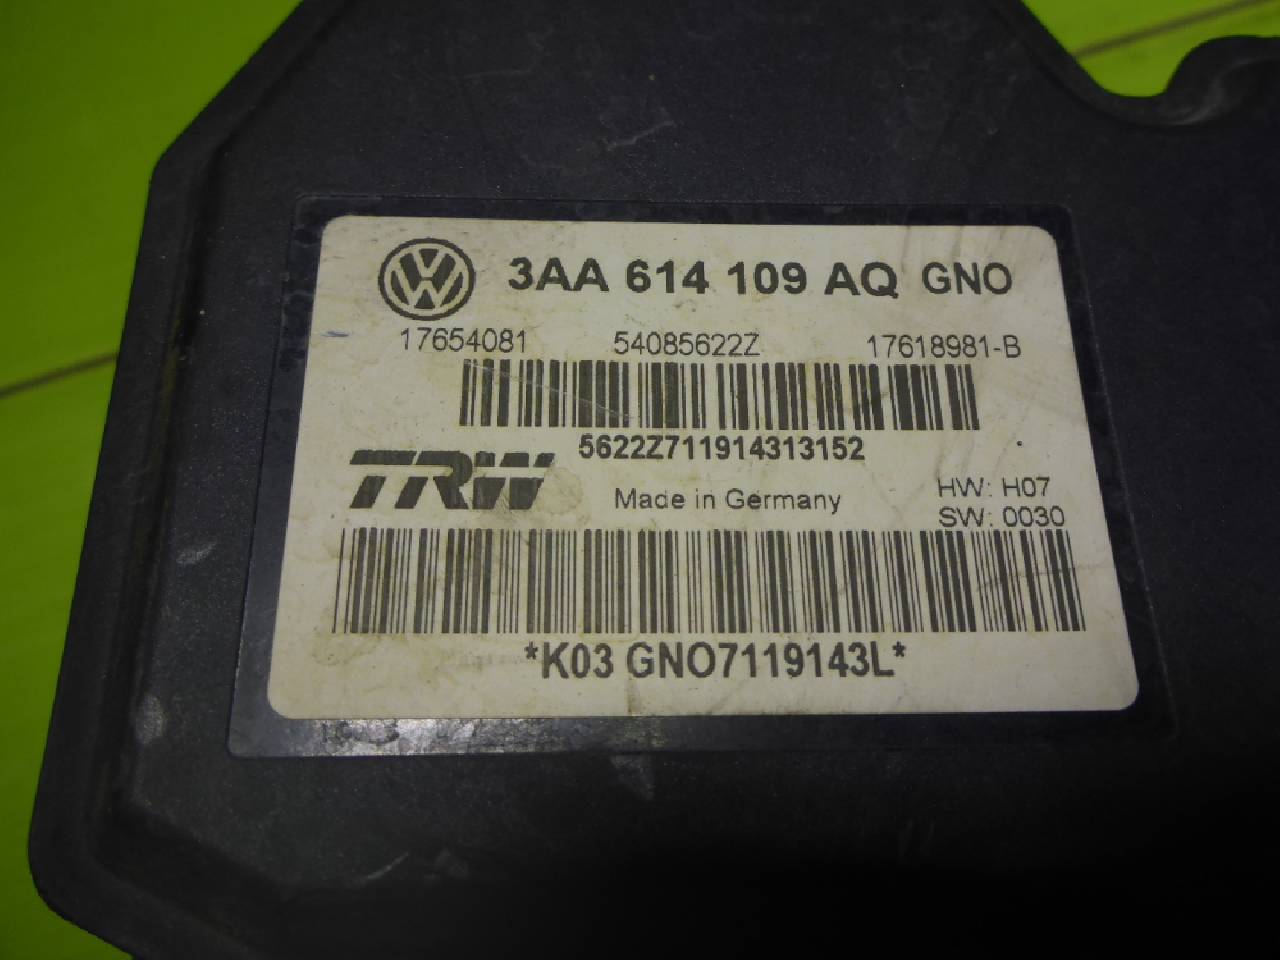 3AA 614 109 AQ GNO
17654081 54085622Z 17618981-B
5622Z711914313152
TRW Made in Germany HW: H07
SW: 0030
*K03 GNO7119143L*